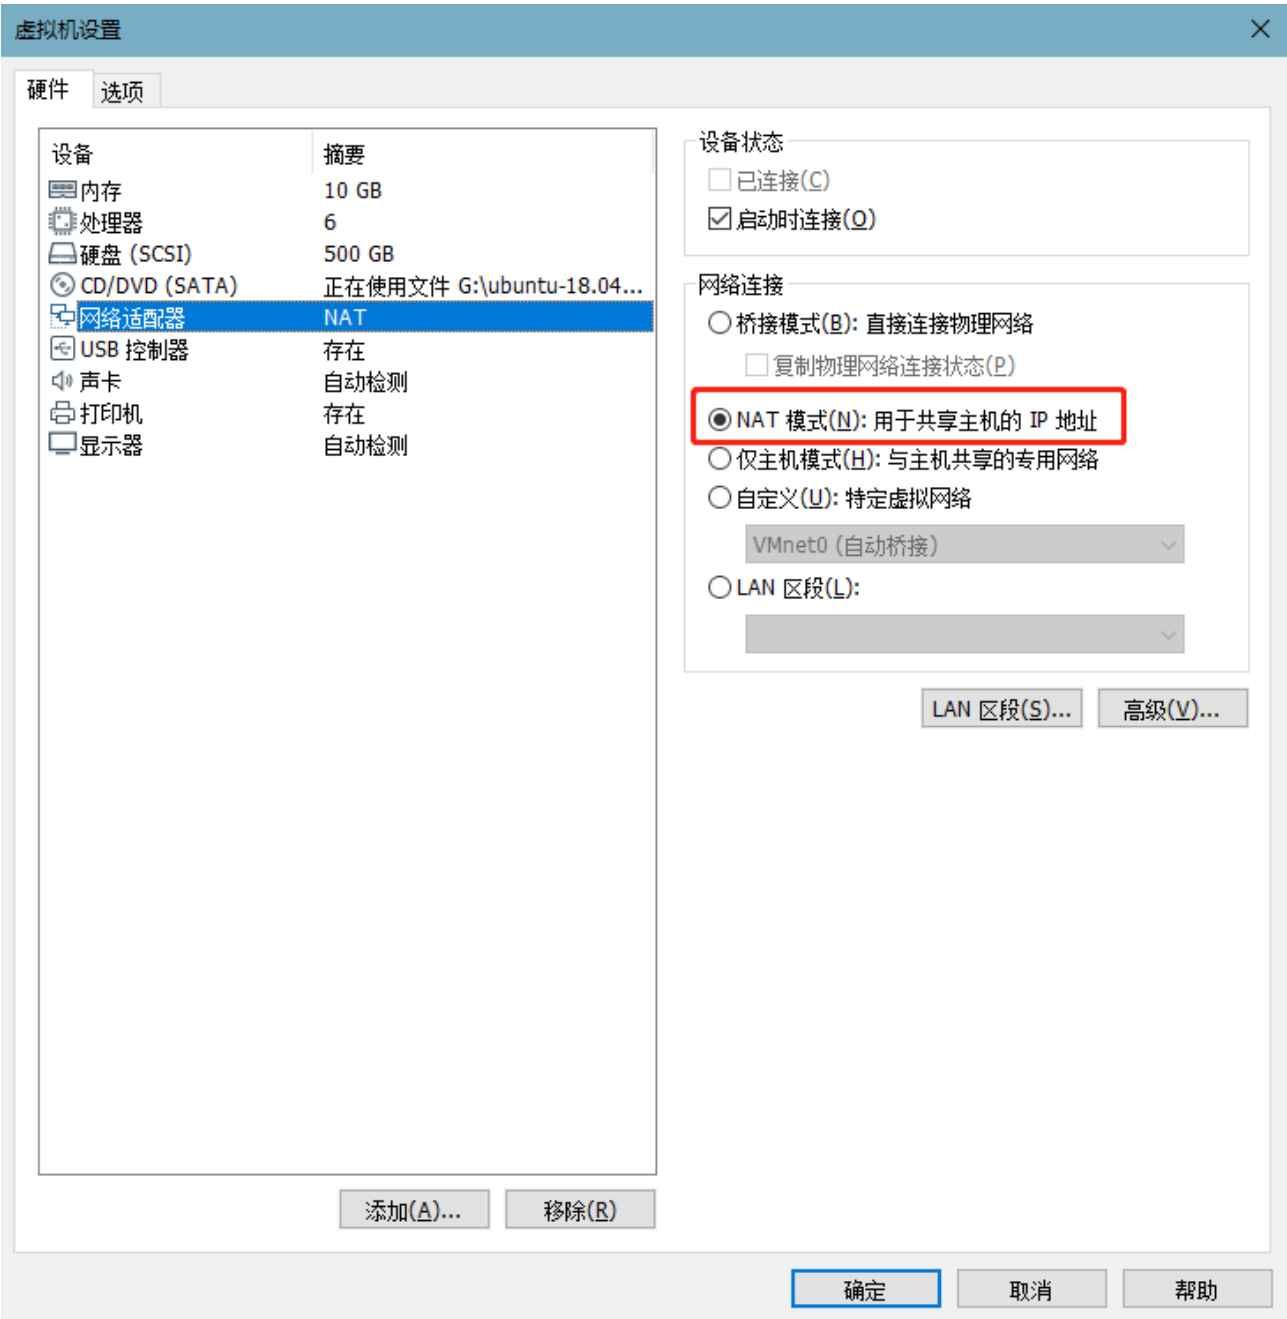 虚拟机设置
硬件
选项
设备 摘要
内存 10 GB
处理器 6
硬盘 (SCSI) 500 GB
CD/DVD (SATA) 正在使用文件 G:\ubuntu-18.04...
网络适配器 NAT
USB 控制器 存在
声卡 自动检测
打印机 存在
显示器 自动检测
添加(A)...
移除(R)
设备状态
已连接(C)
启动时连接(O)
网络连接
桥接模式(B): 直接连接物理网络
复制物理网络连接状态(P)
NAT 模式(N): 用于共享主机的 IP 地址
仅主机模式(H): 与主机共享的专用网络
自定义(U): 特定虚拟网络
VMnet0 (自动桥接)
LAN 区段(L):
LAN 区段(S)...
高级(V)...
确定
取消
帮助